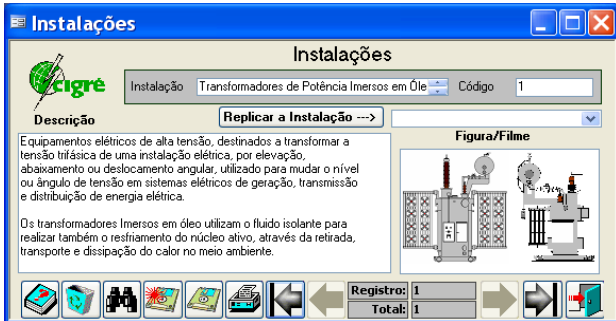 Instalações
Instalações
cigré
Instalação Transformadores de Potência Imersos em Óle Código 1
Descrição Replicar a Instalação --->
Figura/Filme
Equipamentos elétricos de alta tensão, destinados a transformar a
tensão trifásica de uma instalação elétrica, por elevação,
abaixamento ou deslocamento angular, utilizado para mudar o nível
ou ângulo de tensão em sistemas elétricos de geração, transmissão
e distribuição de energia elétrica.
Os transformadores Imersos em óleo utilizam o fluido isolante para
realizar também o resfriamento do núcleo ativo, através da retirada,
transporte e dissipação do calor no meio ambiente.
Registro: 1
Total: 1